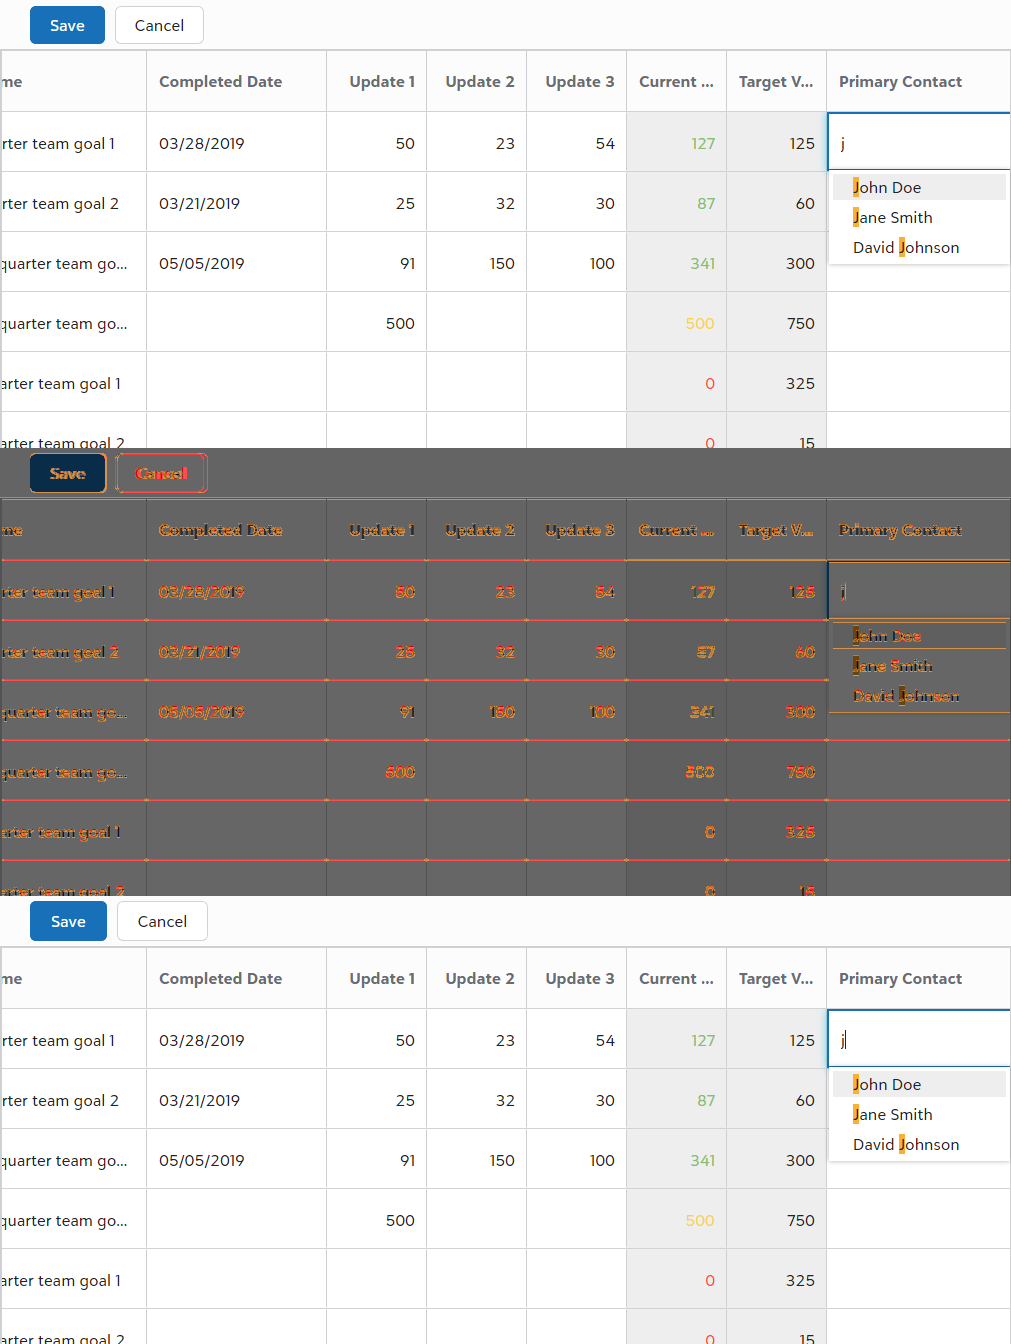 Save Cancel
me Completed Date Update 1 Update 2 Update 3 Current ... Target V... Primary Contact
rter team goal 1 03/28/2019 50 23 54 127 125 j
John Doe
rter team goal 2 03/21/2019 25 32 30 87 60
Jane Smith
David Johnson
quarter team go... 05/05/2019 91 150 100 341 300
quarter team go... 500 500 750
arter team goal 1 0 325
arter team goal 2 0 15
Save Cancel
me Completed Date Update 1 Update 2 Update 3 Current ... Target V... Primary Contact
rter team goal 1 03/28/2019 50 23 54 127 125 j
John Doe
rter team goal 2 03/21/2019 25 32 30 87 60
Jane Smith
David Johnson
quarter team go... 05/05/2019 91 150 100 341 300
quarter team go... 500 500 750
arter team goal 1 0 325
arter team goal 2 0 15
Save Cancel
me Completed Date Update 1 Update 2 Update 3 Current ... Target V... Primary Contact
rter team goal 1 03/28/2019 50 23 54 127 125 j
John Doe
rter team goal 2 03/21/2019 25 32 30 87 60
Jane Smith
David Johnson
quarter team go... 05/05/2019 91 150 100 341 300
quarter team go... 500 500 750
arter team goal 1 0 325
arter team goal 2 0 15